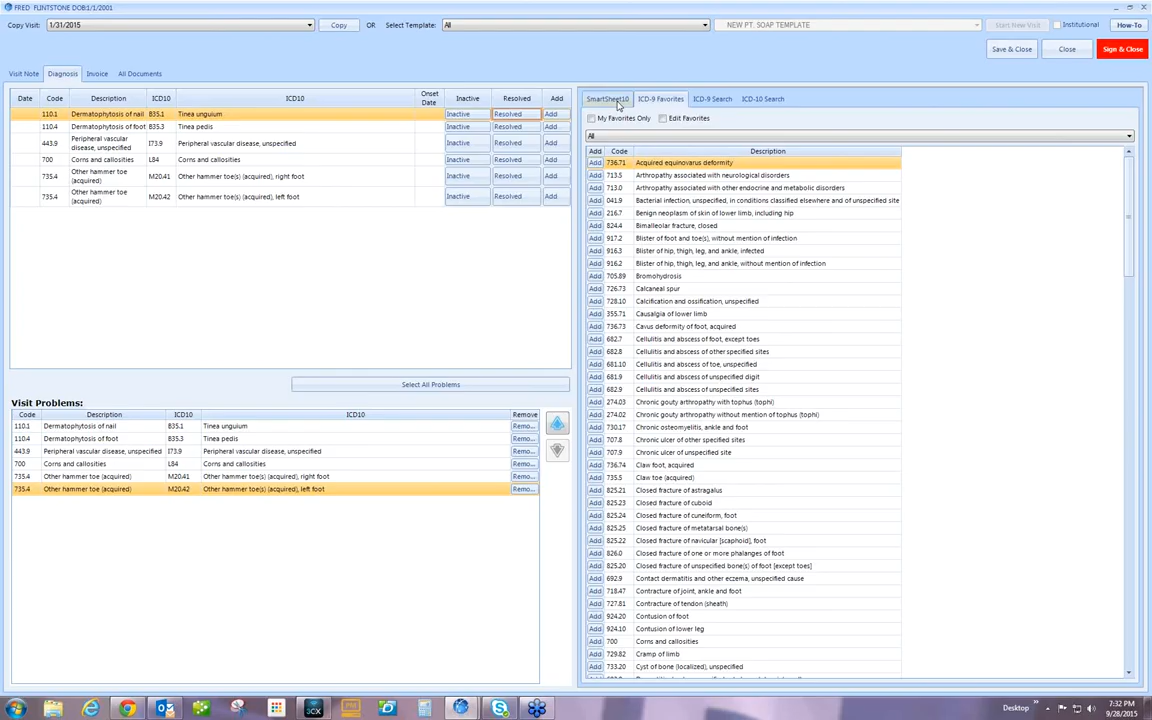 FRED FLINTSTONE DOB:1/1/2001
Copy Visit: 1/31/2015 Copy OR Select Template: All NEW PT: SOAP TEMPLATE Start New Visit Institutional How-To
Save & Close Close Sign & Close
Visit Note Diagnosis Invoice All Documents
Date Code Description ICD10 ICD10 Onset Date Inactive Resolved Add
110.1 Dermatophytosis of nail B35.1 Tinea unguium Inactive Resolved Add
110.4 Dermatophytosis of foot B35.3 Tinea pedis Inactive Resolved Add
443.9 Peripheral vascular disease, unspecified I73.9 Peripheral vascular disease, unspecified Inactive Resolved Add
700 Corns and callosities L84 Corns and callosities Inactive Resolved Add
735.4 Other hammer toe (acquired) M20.41 Other hammer toe(s) (acquired), right foot Inactive Resolved Add
735.4 Other hammer toe (acquired) M20.42 Other hammer toe(s) (acquired), left foot Inactive Resolved Add
Select All Problems
Visit Problems:
Code Description ICD10 ICD10 Remove
110.1 Dermatophytosis of nail B35.1 Tinea unguium Remo...
110.4 Dermatophytosis of foot B35.3 Tinea pedis Remo...
443.9 Peripheral vascular disease, unspecified I73.9 Peripheral vascular disease, unspecified Remo...
700 Corns and callosities L84 Corns and callosities Remo...
735.4 Other hammer toe (acquired) M20.41 Other hammer toe(s) (acquired), right foot Remo...
735.4 Other hammer toe (acquired) M20.42 Other hammer toe(s) (acquired), left foot Remo...
SmartSheet10 ICD-9 Favorites ICD-9 Search ICD-10 Search
My Favorites Only Edit Favorites
All
Add Code Description
Add 736.71 Acquired equinovarus deformity
Add 713.5 Arthropathy associated with neurological disorders
Add 713.0 Arthropathy associated with other endocrine and metabolic disorders
Add 041.9 Bacterial infection, unspecified, in conditions classified elsewhere and of unspecified site
Add 216.7 Benign neoplasm of skin of lower limb, including hip
Add 824.4 Bimalleolar fracture, closed
Add 917.2 Blister of foot and toe(s), without mention of infection
Add 916.3 Blister of hip, thigh, leg, and ankle, infected
Add 916.2 Blister of hip, thigh, leg, and ankle, without mention of infection
Add 705.89 Bromohydrosis
Add 726.73 Calcaneal spur
Add 728.10 Calcification and ossification, unspecified
Add 355.71 Causalgia of lower limb
Add 736.73 Cavus deformity of foot, acquired
Add 682.7 Cellulitis and abscess of foot, except toes
Add 682.8 Cellulitis and abscess of other specified sites
Add 681.10 Cellulitis and abscess of toe, unspecified
Add 681.9 Cellulitis and abscess of unspecified digit
Add 682.9 Cellulitis and abscess of unspecified sites
Add 274.03 Chronic gouty arthropathy with tophus (tophi)
Add 274.02 Chronic gouty arthropathy without mention of tophus (tophi)
Add 730.17 Chronic osteomyelitis, ankle and foot
Add 707.8 Chronic ulcer of other specified sites
Add 707.9 Chronic ulcer of unspecified site
Add 736.74 Claw foot, acquired
Add 735.5 Claw toe (acquired)
Add 825.21 Closed fracture of astragalus
Add 825.23 Closed fracture of cuboid
Add 825.24 Closed fracture of cuneiform, foot
Add 825.25 Closed fracture of metatarsal bone(s)
Add 825.22 Closed fracture of navicular [scaphoid], foot
Add 826.0 Closed fracture of one or more phalanges of foot
Add 825.20 Closed fracture of unspecified bone(s) of foot [except toes]
Add 692.9 Contact dermatitis and other eczema, unspecified cause
Add 718.47 Contracture of joint, ankle and foot
Add 727.81 Contracture of tendon (sheath)
Add 924.20 Contusion of foot
Add 924.10 Contusion of lower leg
Add 700 Corns and callosities
Add 729.82 Cramp of limb
Add 733.20 Cyst of bone (localized), unspecified
3CX
Desktop 7:32 PM
9/28/2015